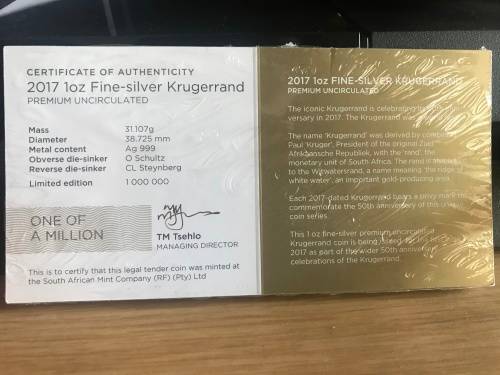 CERTIFICATE OF AUTHENTICITY
2017 1oz Fine-silver Krugerrand
PREMIUM UNCIRCULATED
Mass 31.107g
Diameter 38.725 mm
Metal content Ag 999
Obverse die-sinker O Schultz
Reverse die-sinker CL Steynberg
Limited edition 1 000 000
ONE OF
A MILLION
TM Tsehlo
MANAGING DIRECTOR
This is to certify that this legal tender coin was minted at
the South African Mint Company (RF) (Pty) Ltd
2017 1oz FINE-SILVER KRUGERRAND
PREMIUM UNCIRCULATED
The iconic Krugerrand is celebrating its
versary in 2017. The Krugerrand was
The name 'Krugerrand' was derived by
Paul 'Kruger', President of the original Zuid
Afrikaansche Republiek, with the 'rand', the
monetary unit of South Africa. The rand is
to the Witwatersrand, a name meaning 'the ridge of
white water', an important gold-producing area.
Each 2017-dated Krugerrand bears a privy mark to
commemorate the 50th anniversary of this
coin series.
This 1 oz fine-silver premium uncirculated
Krugerrand coin is being
2017 as part of the wider 50th anniversary
celebrations of the Krugerrand.